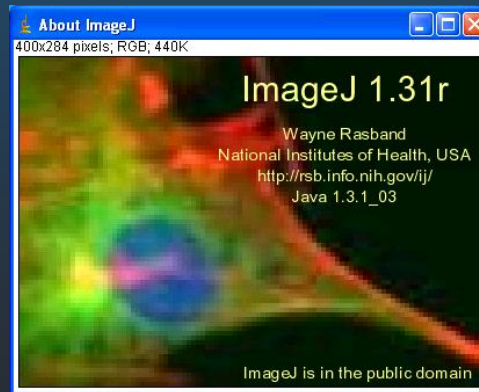 About ImageJ
400x284 pixels; RGB; 440K
ImageJ 1.31r
Wayne Rasband
National Institutes of Health, USA
http://rsb.info.nih.gov/ij/
Java 1.3.1_03
ImageJ is in the public domain